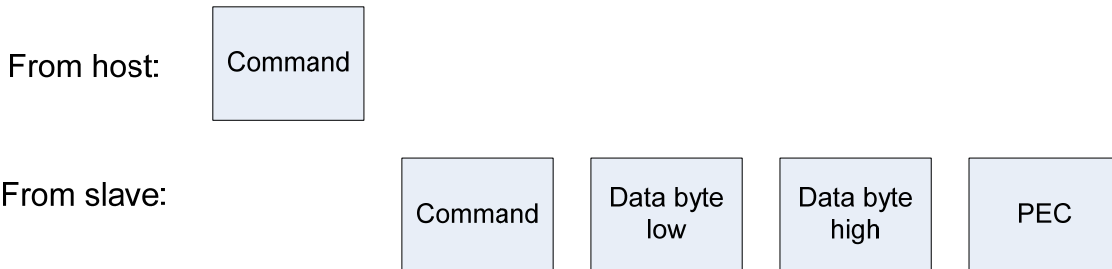 From host:
Command
From slave:
Command
Data byte
low
Data byte
high
PEC